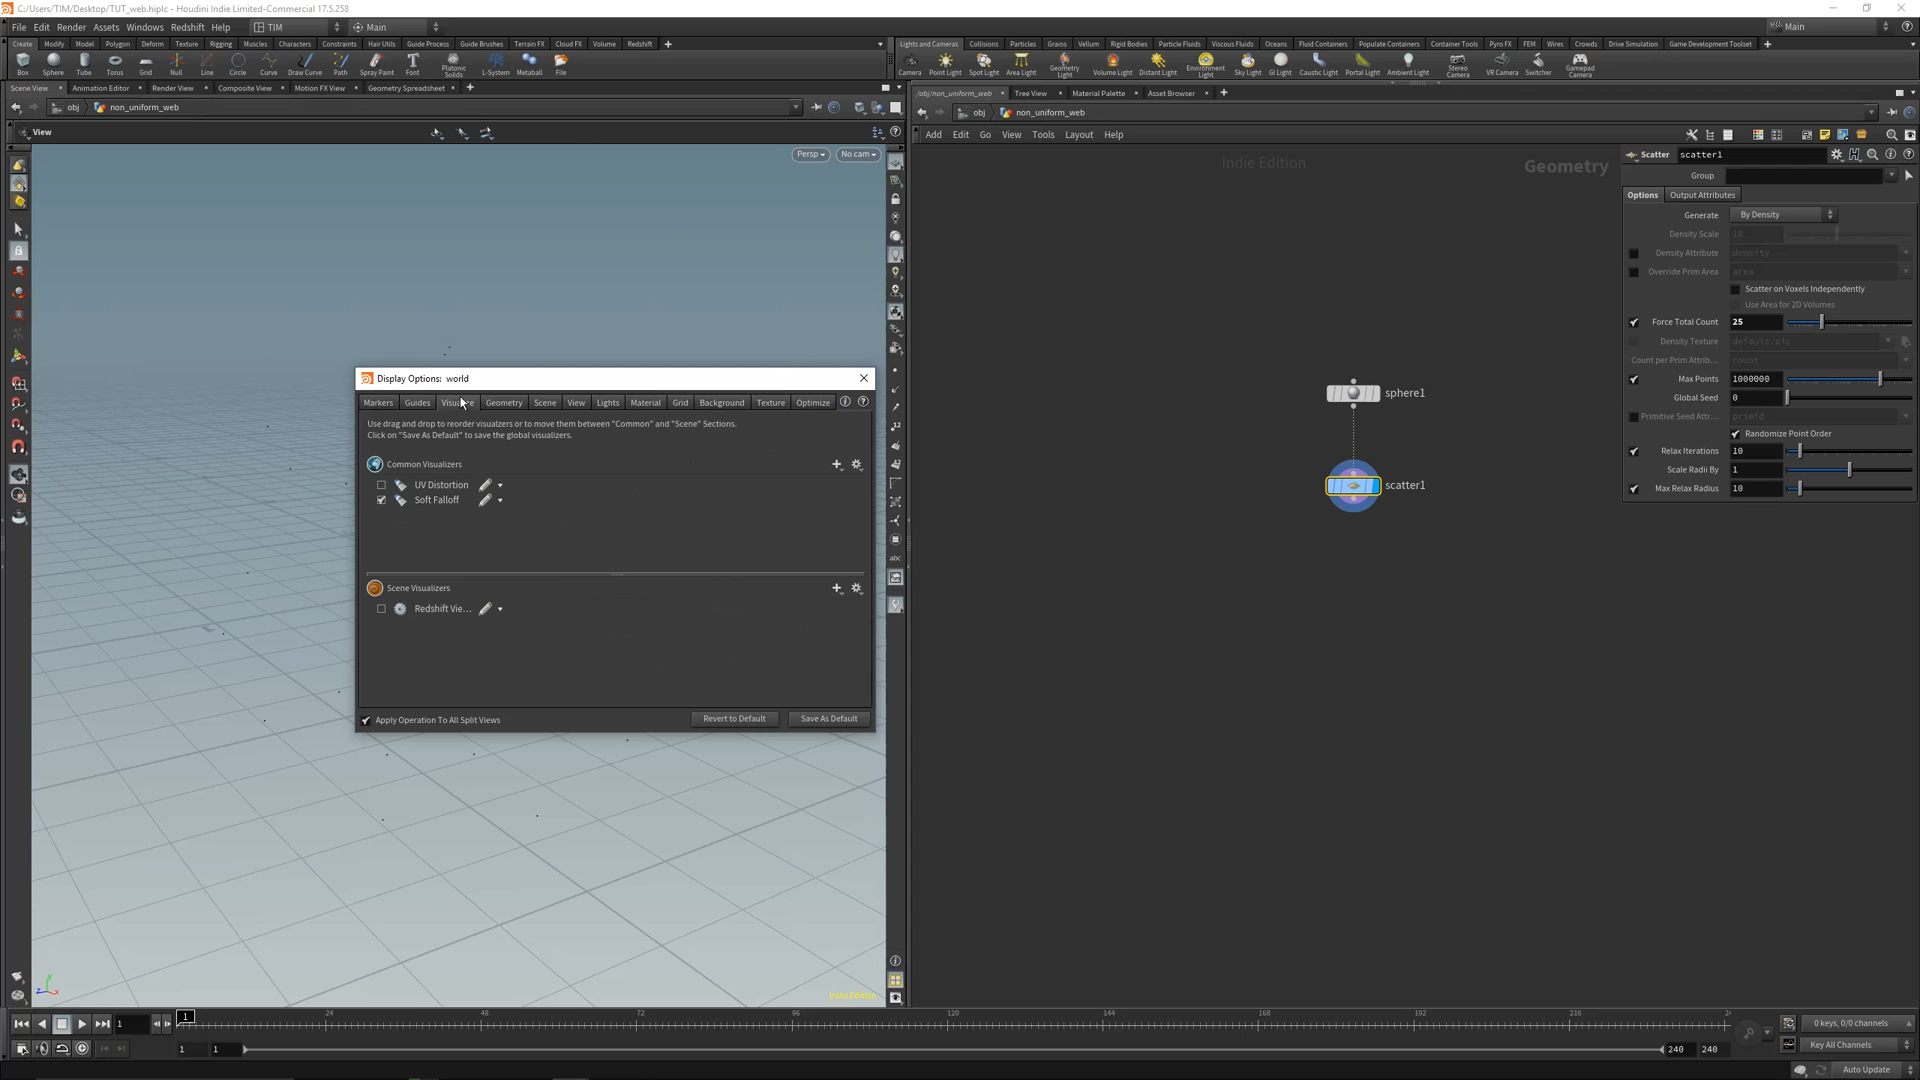 C:/Users/TIM/Desktop/TUT_web.hiplc - Houdini Indie Limited-Commercial 17.5.258
File Edit Render Assets Windows Redshift Help TIM Main Main
Create Modify Model Polygon Deform Texture Rigging Muscles Characters Constraints Hair Utils Guide Process Guide Brushes Terrain FX Cloud FX Volume Redshift
Box Sphere Tube Torus Grid Null Line Circle Curve Draw Curve Path Spray Paint Font Platonic Solids L-System Metaball File
Lights and Cameras Collisions Particles Grains Vellum Rigid Bodies Particle Fluids Viscous Fluids Oceans Fluid Containers Populate Containers Container Tools Pyro FX FEM Wires Crowds Drive Simulation Game Development Toolset
Camera Point Light Spot Light Area Light Geometry Light Volume Light Distant Light Environment Light Sky Light GI Light Caustic Light Portal Light Ambient Light Stereo Camera VR Camera Switcher Gamepad Camera
Scene View Animation Editor Render View Composite View Motion FX View Geometry Spreadsheet
obj non_uniform_web
View
Persp No cam
/obj/non_uniform_web Tree View Material Palette Asset Browser
obj non_uniform_web
Add Edit Go View Tools Layout Help
Indie Edition
Geometry
Display Options: world
Markers Guides Visualize Geometry Scene View Lights Material Grid Background Texture Optimize
Use drag and drop to reorder visualizers or to move them between "Common" and "Scene" Sections.
Click on "Save As Default" to save the global visualizers.
Common Visualizers
UV Distortion
Soft Falloff
Scene Visualizers
Redshift Vie...
Apply Operation To All Split Views Revert to Default Save As Default
Indie Edition
sphere1
scatter1
Scatter scatter1
Group
Options Output Attributes
Generate By Density
Density Scale 10
Density Attribute density
Override Prim Area area
Scatter on Voxels Independently
Use Area for 2D Volumes
Force Total Count 25
Density Texture default.pic
Count per Prim Attrib... count
Max Points 1000000
Global Seed 0
Primitive Seed Attr... primid
Randomize Point Order
Relax Iterations 10
Scale Radii By 1
Max Relax Radius 10
abc
1 1 24 48 72 96 120 144 168 192 216
0 keys, 0/0 channels
1 1 240 240
Key All Channels
Auto Update